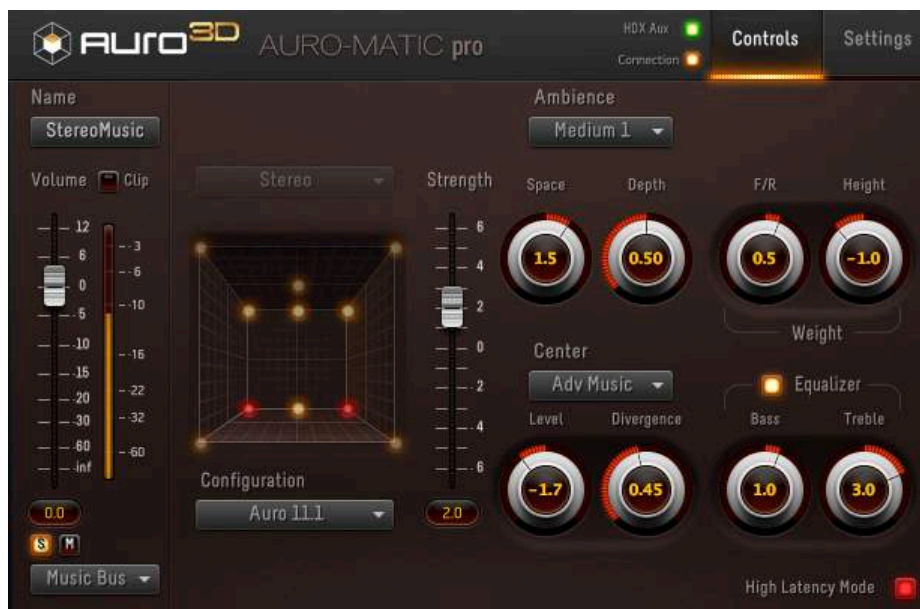 AURO 3D AURO-MATIC pro
HDX Aux
Connection
Controls
Settings
Name
StereoMusic
Volume
Clip
12
6
0
-5
-10
-15
-20
-30
-60
-inf
-3
-6
-10
-16
-22
-32
-60
0.0
S M
Music Bus
Stereo
Configuration
Auro 11.1
Strength
6
4
2
0
2
4
6
2.0
Ambience
Medium 1
Space
Depth
F/R
Height
1.5
0.50
0.5
-1.0
Weight
Center
Adv Music
Equalizer
Level
Divergence
Bass
Treble
-1.7
0.45
1.0
3.0
High Latency Mode